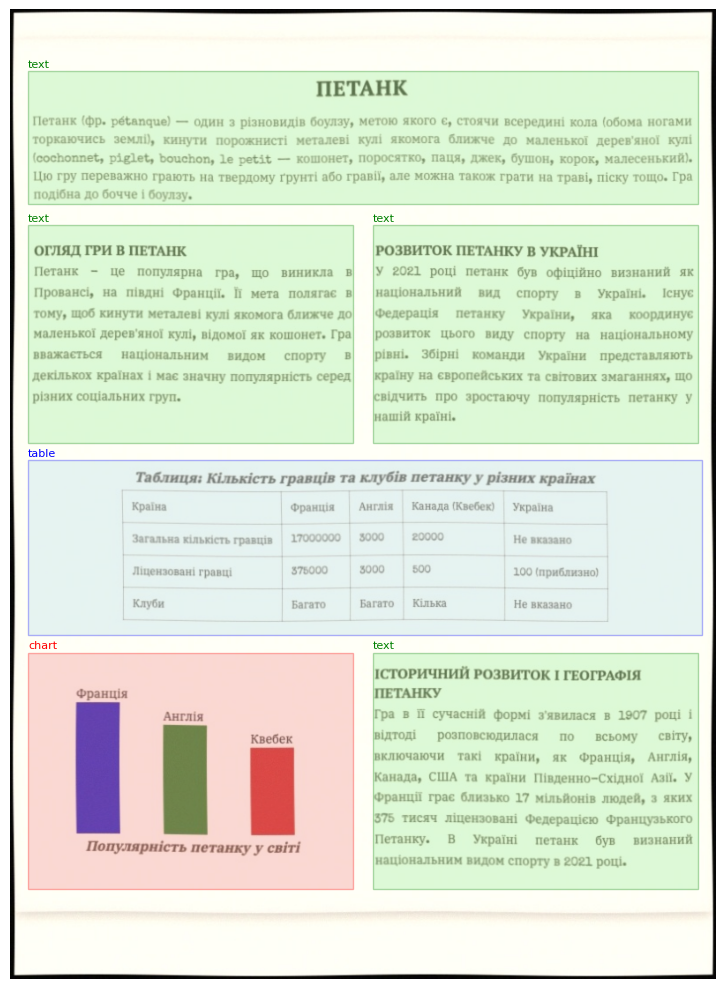 text
ПЕТАНК
Петанк (фр. pétanque) — один з різновидів боулзу, метою якого є, стоячи всередині кола (обома ногами
торкаючись землі), кинути порожнисті металеві кулі якомога ближче до маленької дерев'яної кулі
(cochonnet, piglet, bouchon, le petit — кошонет, поросятко, паця, джек, бушон, корок, малесенький).
Цю гру переважно грають на твердому ґрунті або гравії, але можна також грати на траві, піску тощо. Гра
подібна до бочче і боулзу.
text
ОГЛЯД ГРИ В ПЕТАНК
Петанк – це популярна гра, що виникла в
Провансі, на півдні Франції. Її мета полягає в
тому, щоб кинути металеві кулі якомога ближче до
маленької дерев'яної кулі, відомої як кошонет. Гра
вважається національним видом спорту в
декількох країнах і має значну популярність серед
різних соціальних груп.
text
РОЗВИТОК ПЕТАНКУ В УКРАЇНІ
У 2021 році петанк був офіційно визнаний як
національний вид спорту в Україні. Існує
Федерація петанку України, яка координує
розвиток цього виду спорту на національному
рівні. Збірні команди України представляють
країну на європейських та світових змаганнях, що
свідчить про зростаючу популярність петанку у
нашій країні.
table
Таблиця: Кількість гравців та клубів петанку у різних країнах
Країна Франція Англія Канада (Квебек) Україна
Загальна кількість гравців 17000000 3000 20000 Не вказано
Ліцензовані гравці 375000 3000 500 100 (приблизно)
Клуби Багато Багато Кілька Не вказано
chart
Франція
Англія
Квебек
Популярність петанку у світі
text
ІСТОРИЧНИЙ РОЗВИТОК І ГЕОГРАФІЯ
ПЕТАНКУ
Гра в її сучасній формі з'явилася в 1907 році і
відтоді розповсюдилася по всьому світу,
включаючи такі країни, як Франція, Англія,
Канада, США та країни Південно-Східної Азії. У
Франції грає близько 17 мільйонів людей, з яких
375 тисяч ліцензовані Федерацією Французького
Петанку. В Україні петанк був визнаний
національним видом спорту в 2021 році.